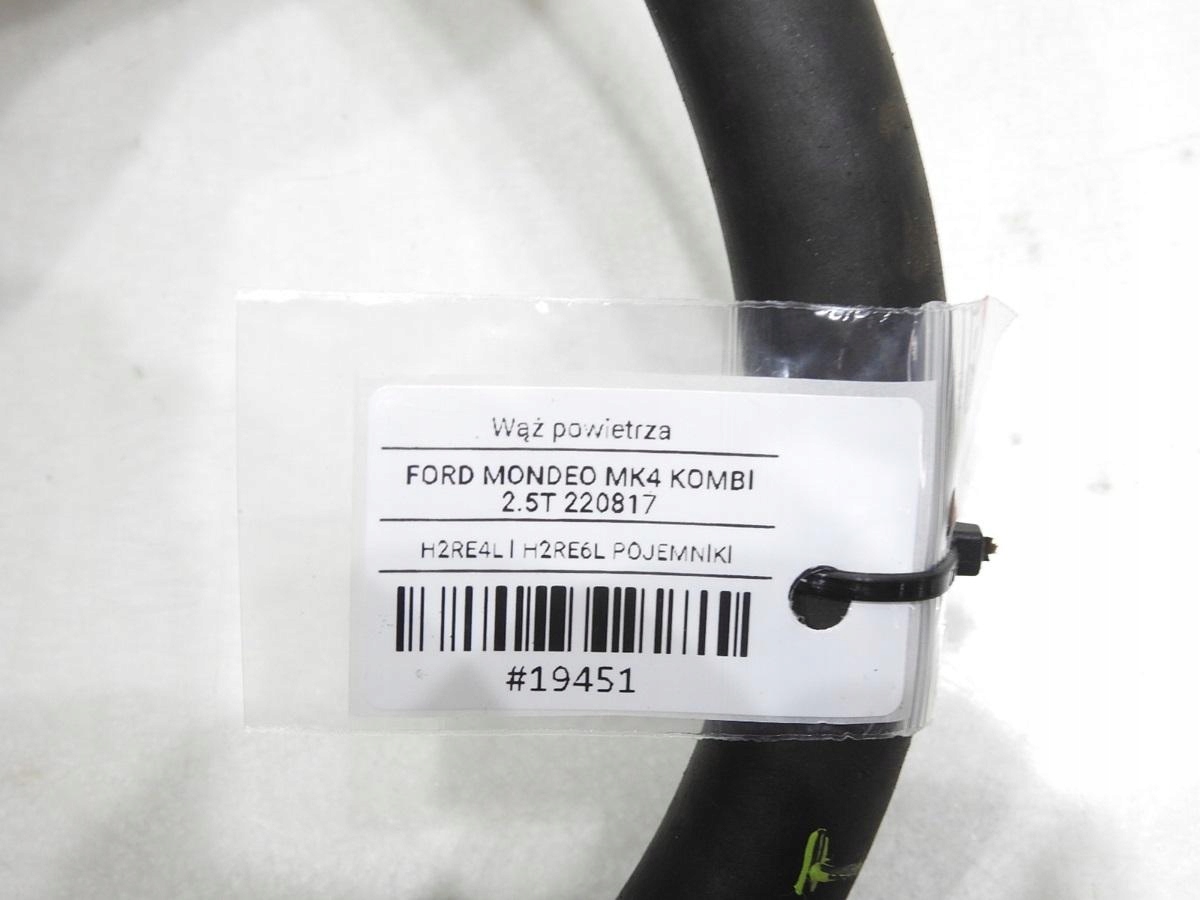 Wąż powietrza
FORD MONDEO MK4 KOMBI
2.5T 220817
H2RE4L | H2RE6L POJEMNIKI
#19451